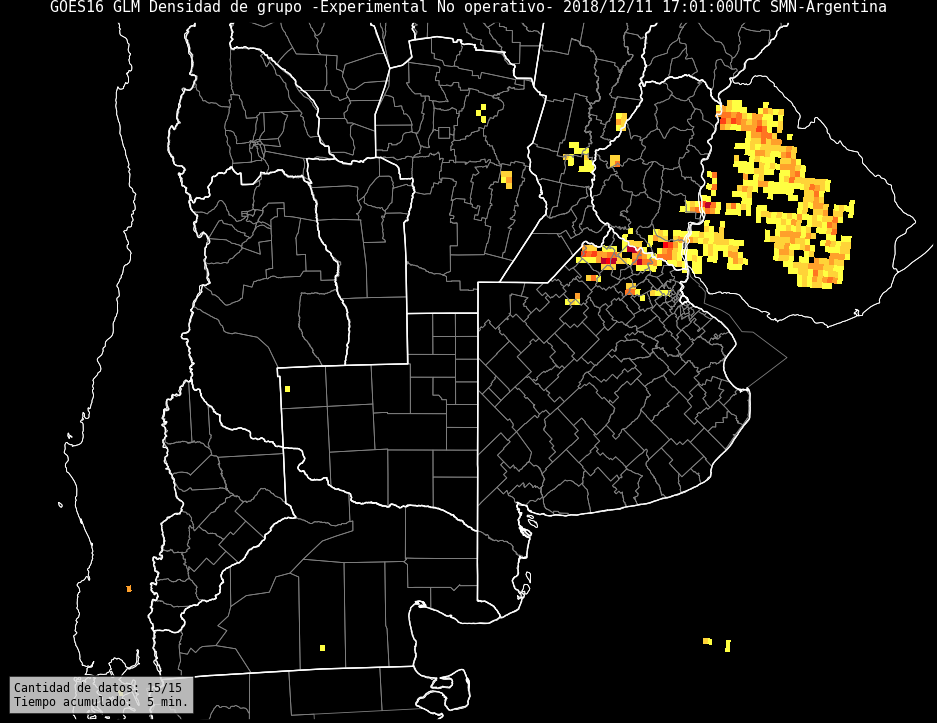 GOES16 GLM Densidad de grupo -Experimental No operativo- 2018/12/11 17:01:00UTC SMN-Argentina
Cantidad de datos: 15/15
Tiempo acumulado:  5 min.